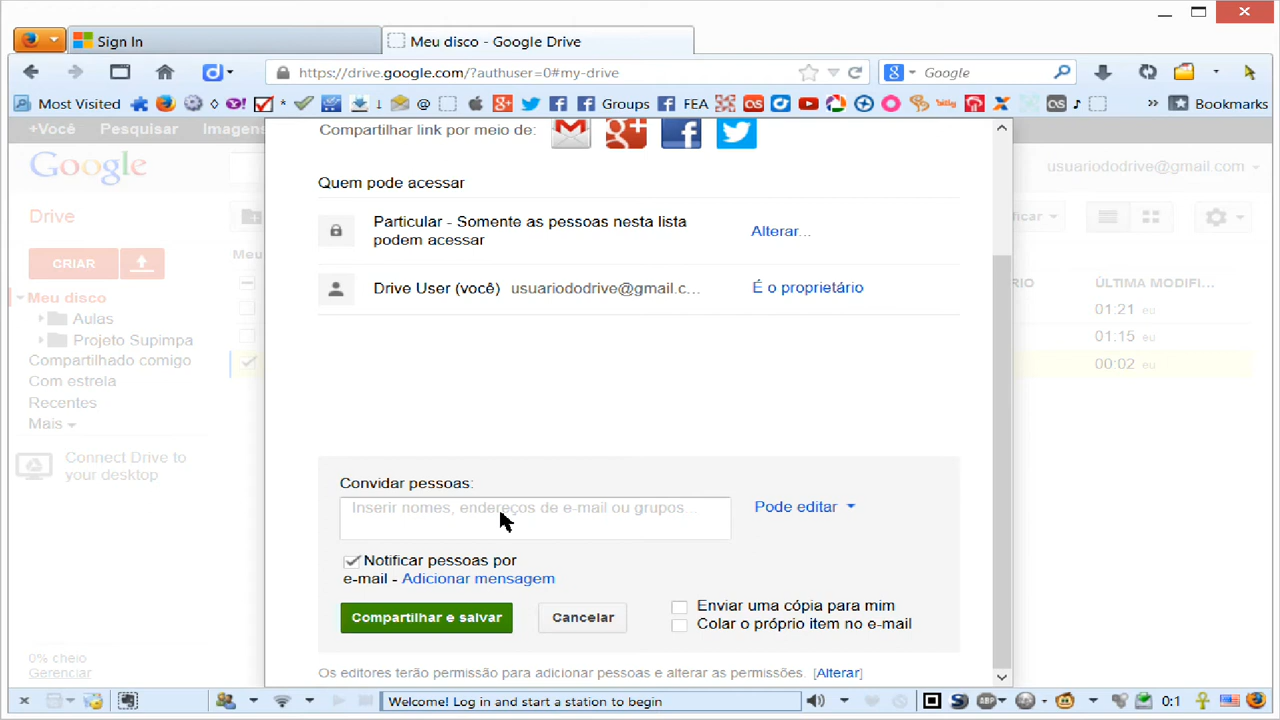 Sign In
Meu disco - Google Drive
https://drive.google.com/?authuser=0#my-drive
Google
Most Visited
Groups
FEA
Bookmarks
+Você Pesquisar Imagens
Google
usuariododrive@gmail.com
Drive
CRIAR
Meu disco
Aulas
Projeto Supimpa
Compartilhado comigo
Com estrela
Recentes
Mais
Connect Drive to
your desktop
0% cheio
Gerenciar
Meu
ÚLTIMA MODIFI...
01:21 eu
01:15 eu
00:02 eu
Compartilhar link por meio de:
Quem pode acessar
Particular - Somente as pessoas nesta lista
podem acessar
Alterar...
Drive User (você) usuariododrive@gmail.c...
É o proprietário
Convidar pessoas:
Inserir nomes, endereços de e-mail ou grupos...
Pode editar
Notificar pessoas por
e-mail - Adicionar mensagem
Compartilhar e salvar
Cancelar
Enviar uma cópia para mim
Colar o próprio item no e-mail
Os editores terão permissão para adicionar pessoas e alterar as permissões. [Alterar]
Welcome! Log in and start a station to begin
0:1